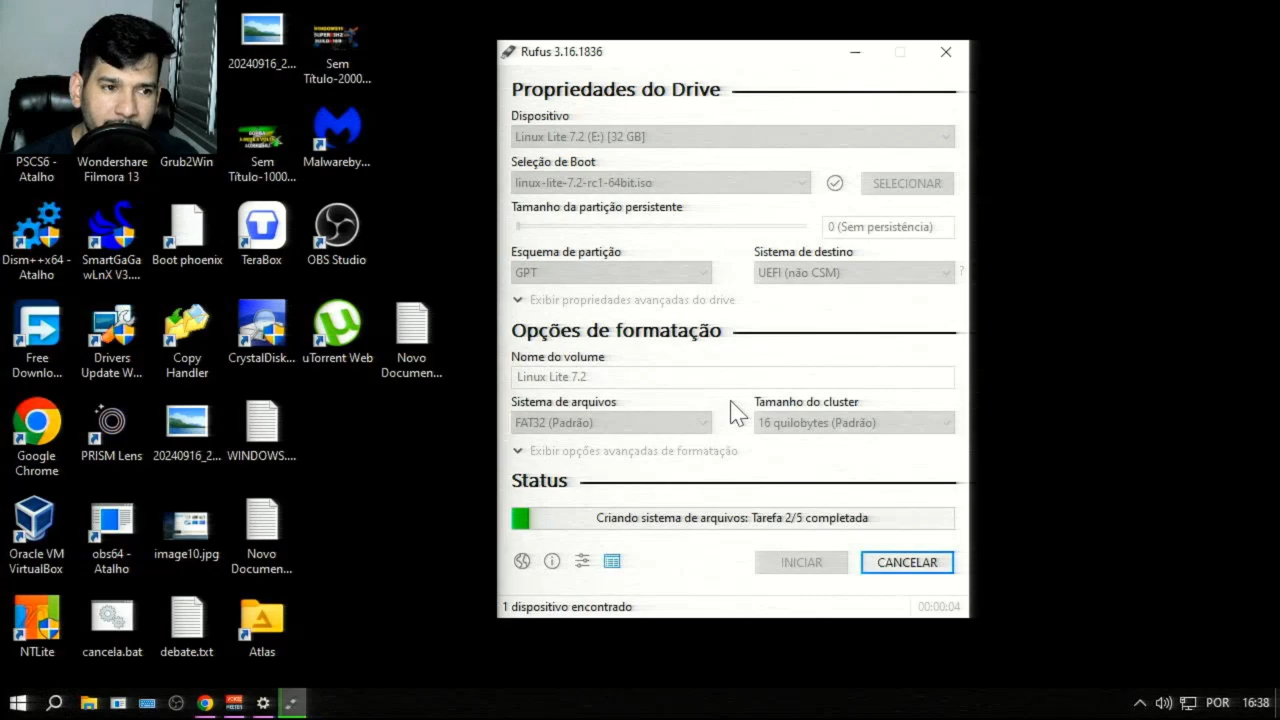 20240916_2...
Sem
Título-2000...
PSCS6 -
Atalho
Wondershare
Filmora 13
Grub2Win
Sem
Título-1000...
Malwareby...
Dism++x64 -
Atalho
SmartGaGa
wLnX V3....
Boot phoenix
TeraBox
OBS Studio
Free
Downlo...
Drivers
Update W...
Copy
Handler
CrystalDisk...
uTorrent Web
Novo
Documen...
Google
Chrome
PRISM Lens
20240916_2...
WINDOWS....
Oracle VM
VirtualBox
obs64 -
Atalho
image10.jpg
Novo
Documen...
NTLite
cancela.bat
debate.txt
Atlas
Rufus 3.16.1836
Propriedades do Drive
Dispositivo
Linux Lite 7.2 (E:) [32 GB]
Seleção de Boot
linux-lite-7.2-rc1-64bit.iso
SELECIONAR
Tamanho da partição persistente
0 (Sem persistência)
Esquema de partição
Sistema de destino
GPT
UEFI (não CSM)
?
Exibir propriedades avançadas do drive
Opções de formatação
Nome do volume
Linux Lite 7.2
Sistema de arquivos
Tamanho do cluster
FAT32 (Padrão)
16 quilobytes (Padrão)
Exibir opções avançadas de formatação
Status
Criando sistema de arquivos: Tarefa 2/5 completada
INICIAR
CANCELAR
1 dispositivo encontrado
00:00:04
POR
16:38